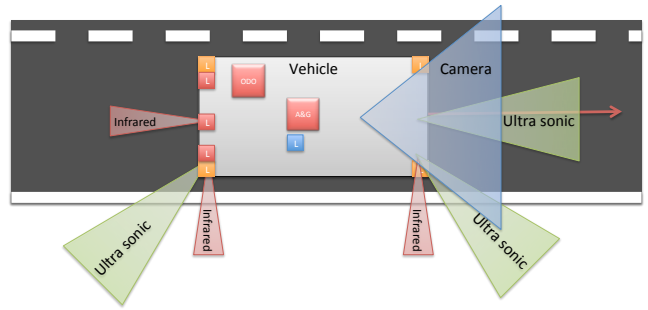 L
L
Vehicle
L
Camera
ODO
A&G
Infrared
L
Ultra sonic
L
L
L
L
Infrared
Infrared
Ultra sonic
Ultra sonic